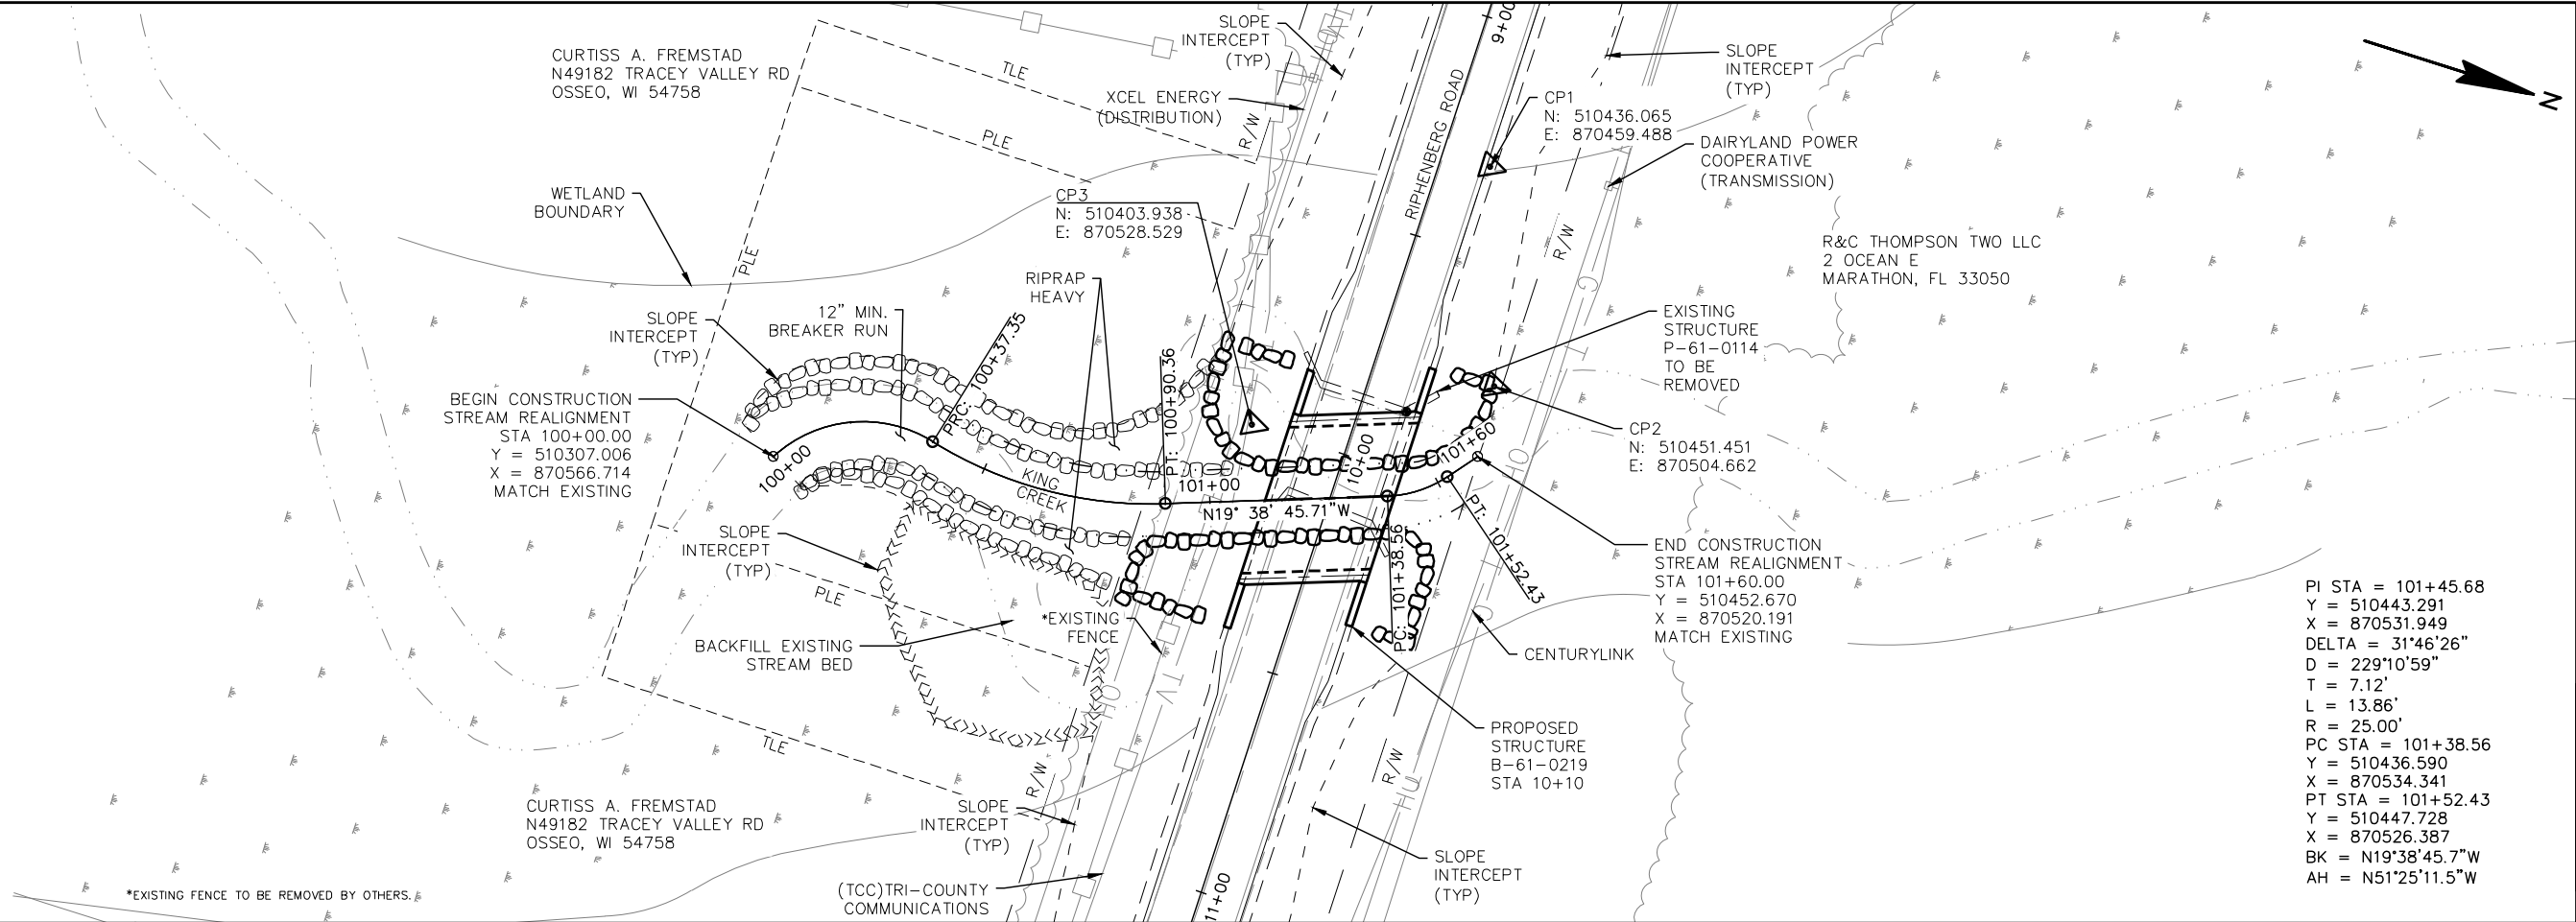 CURTISS A. FREMSTAD
N49182 TRACEY VALLEY RD
OSSEO, WI 54758
SLOPE
INTERCEPT
(TYP)
XCEL ENERGY
(DISTRIBUTION)
TLE
PLE
R/W
RIPHENBERG ROAD
9+00
CP1
N: 510436.065
E: 870459.488
SLOPE
INTERCEPT
(TYP)
DAIRYLAND POWER
COOPERATIVE
(TRANSMISSION)
N
WETLAND
BOUNDARY
PLE
CP3
N: 510403.938
E: 870528.529
R/W
R&C THOMPSON TWO LLC
2 OCEAN E
MARATHON, FL 33050
RIPRAP
HEAVY
SLOPE
INTERCEPT
(TYP)
12" MIN.
BREAKER RUN
PRC: 100+37.35
PT: 100+90.36
EXISTING
STRUCTURE
P-61-0114
TO BE
REMOVED
BEGIN CONSTRUCTION
STREAM REALIGNMENT
STA 100+00.00
Y = 510307.006
X = 870566.714
MATCH EXISTING
100+00
KING
CREEK
101+00
N19° 38' 45.71"W
10+00
101+60
CP2
N: 510451.451
E: 870504.662
PT: 101+52.43
PC: 101+38.56
SLOPE
INTERCEPT
(TYP)
PLE
END CONSTRUCTION
STREAM REALIGNMENT
STA 101+60.00
Y = 510452.670
X = 870520.191
MATCH EXISTING
BACKFILL EXISTING
STREAM BED
*EXISTING
FENCE
TV
CENTURYLINK
PROPOSED
STRUCTURE
B-61-0219
STA 10+10
TLE
R/W
R/W
CURTISS A. FREMSTAD
N49182 TRACEY VALLEY RD
OSSEO, WI 54758
SLOPE
INTERCEPT
(TYP)
(TCC)TRI-COUNTY
COMMUNICATIONS
11+00
SLOPE
INTERCEPT
(TYP)
*EXISTING FENCE TO BE REMOVED BY OTHERS.
PI STA = 101+45.68
Y = 510443.291
X = 870531.949
DELTA = 31°46'26"
D = 229°10'59"
T = 7.12'
L = 13.86'
R = 25.00'
PC STA = 101+38.56
Y = 510436.590
X = 870534.341
PT STA = 101+52.43
Y = 510447.728
X = 870526.387
BK = N19°38'45.7"W
AH = N51°25'11.5"W